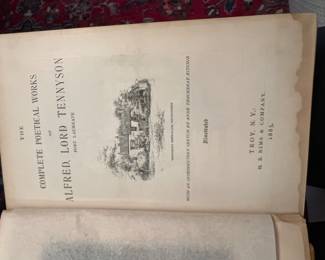 THE
COMPLETE POETICAL WORKS
OF
ALFRED, LORD TENNYSON
POET LAUREATE
WITH AN INTRODUCTORY SKETCH BY ANNE THACKERAY RITCHIE
Illustrated
TROY, N. Y.
H. B. NIMS & COMPANY.
1885.